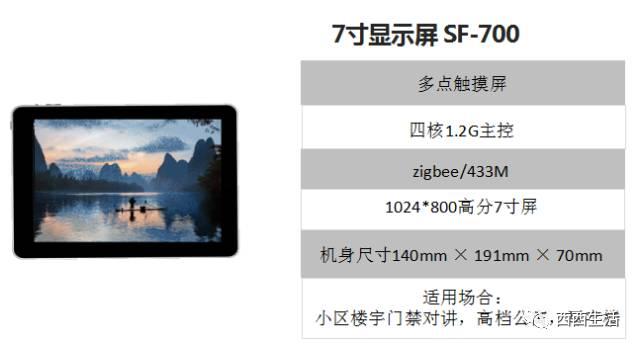 7寸显示屏 SF-700
多点触摸屏
四核1.2G主控
zigbee/433M
1024*800高分7寸屏
机身尺寸140mm × 191mm × 70mm
适用场合：
小区楼宇门禁对讲，高档公
西西生活